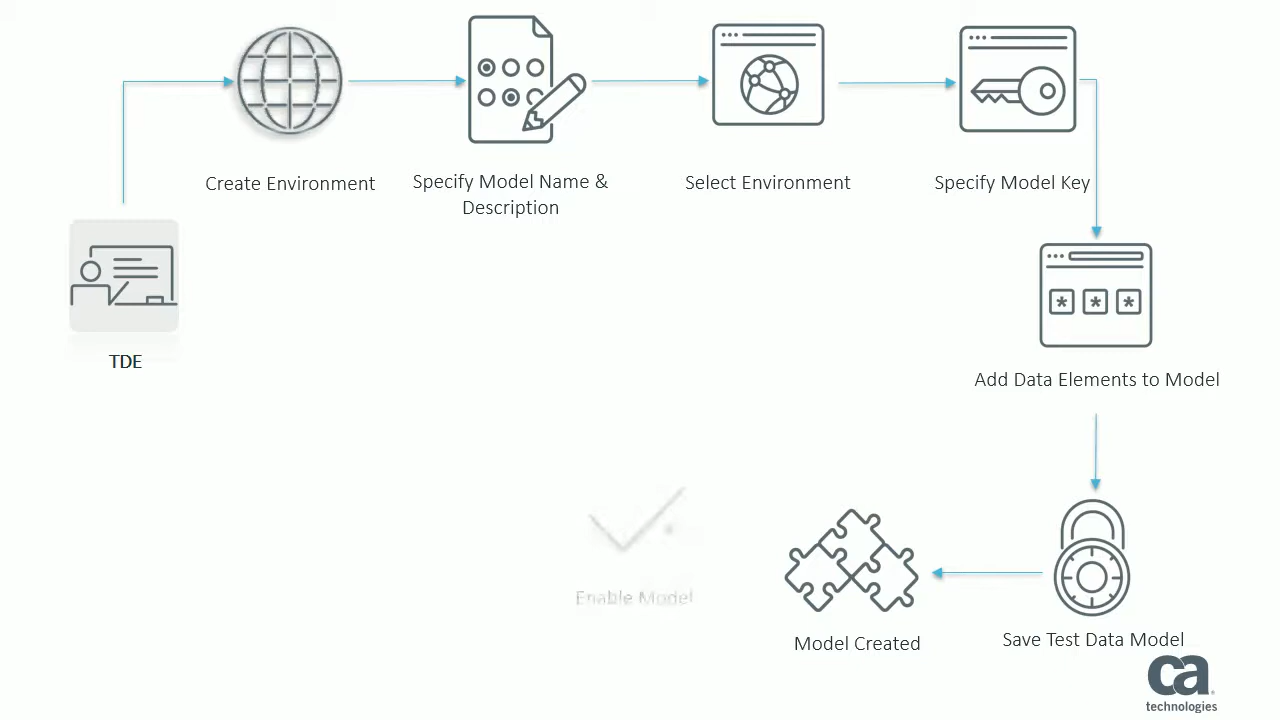 Create Environment
Specify Model Name &
Description
Select Environment
Specify Model Key
TDE
* * *
Add Data Elements to Model
Enable Model
Model Created
Save Test Data Model
ca
technologies